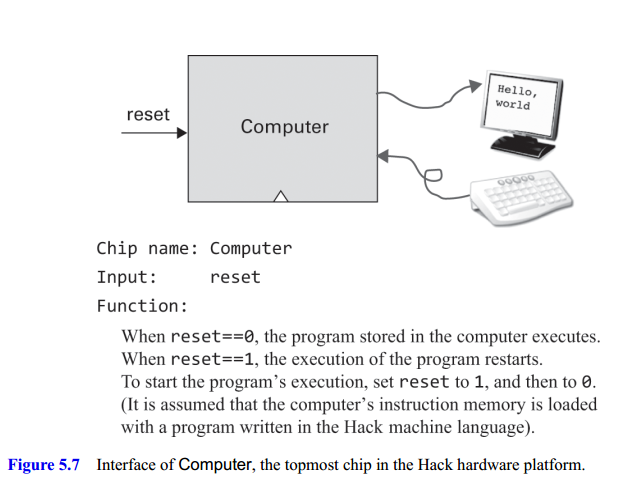 Hello,
world
reset
Computer
Chip name: Computer
Input: reset
Function:
When reset==0, the program stored in the computer executes.
When reset==1, the execution of the program restarts.
To start the program’s execution, set reset to 1, and then to 0.
(It is assumed that the computer’s instruction memory is loaded
with a program written in the Hack machine language).
Figure 5.7 Interface of Computer, the topmost chip in the Hack hardware platform.